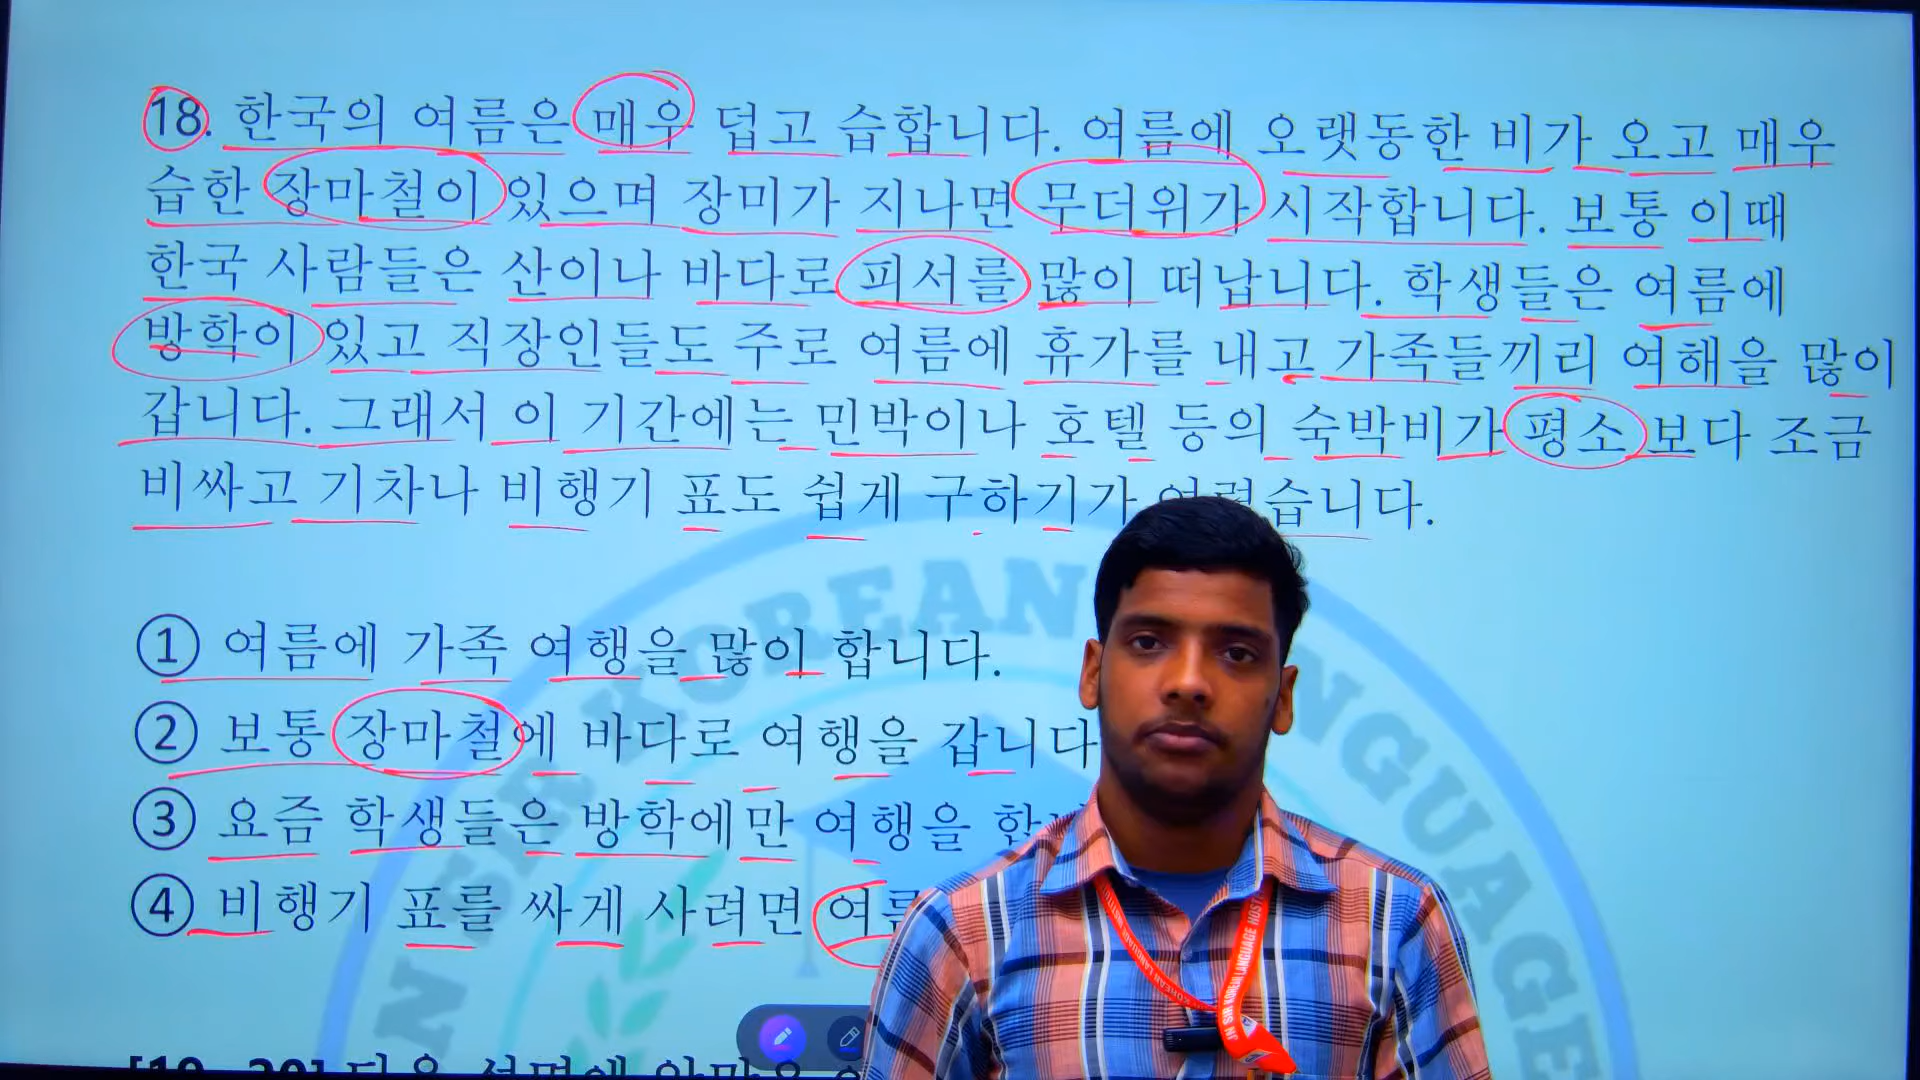 18. 한국의 여름은 매우 덥고 습합니다. 여름에 오랫동한 비가 오고 매우
습한 장마철이 있으며 장미가 지나면 무더위가 시작합니다. 보통 이때
한국 사람들은 산이나 바다로 피서를 많이 떠납니다. 학생들은 여름에
방학이 있고 직장인들도 주로 여름에 휴가를 내고 가족들끼리 여해을 많이
갑니다. 그래서 이 기간에는 민박이나 호텔 등의 숙박비가 평소 보다 조금
비싸고 기차나 비행기 표도 쉽게 구하기가 어렵습니다.
① 여름에 가족 여행을 많이 합니다.
② 보통 장마철에 바다로 여행을 갑니다
③ 요즘 학생들은 방학에만 여행을
④ 비행기 표를 싸게 사려면
KOREAN LANGUAGE
JN SIR KOREAN LANGUAGE